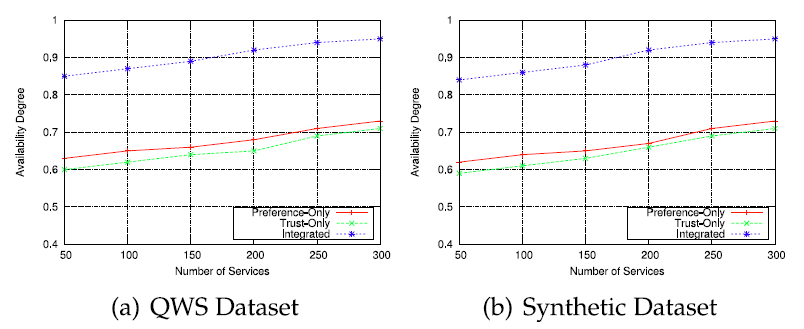 1
0.9
0.8
0.7
0.6
0.5
0.4
Availability Degree
50
100
150
200
250
300
Number of Services
Preference-Only
Trust-Only
Integrated
(a) QWS Dataset
1
0.9
0.8
0.7
0.6
0.5
0.4
Availability Degree
50
100
150
200
250
300
Number of Services
Preference-Only
Trust-Only
Integrated
(b) Synthetic Dataset